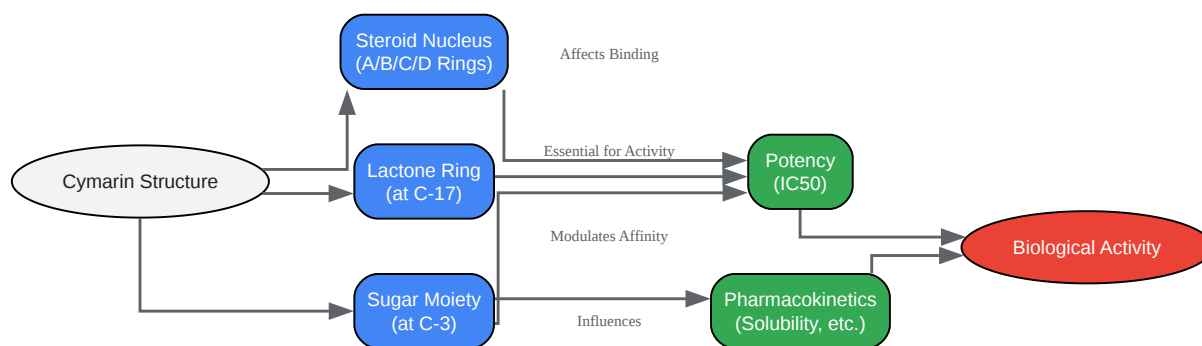 Steroid Nucleus
(A/B/C/D Rings)
Affects Binding
Essential for Activity
Cymarin Structure
Lactone Ring
(at C-17)
Potency
(IC50)
Modulates Affinity
Biological Activity
Sugar Moiety
(at C-3)
Influences
Pharmacokinetics
(Solubility, etc.)